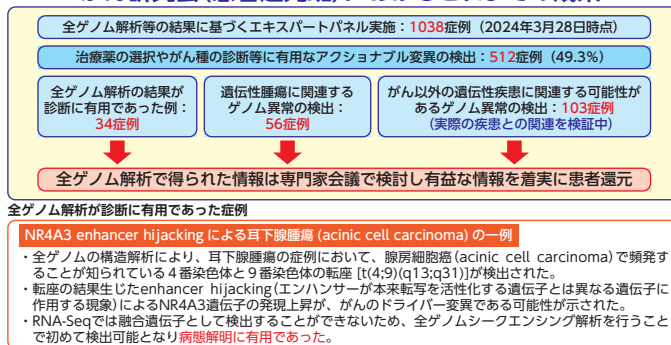 全ゲノム解析等の結果に基づくエキスパートパネル実施：1038症例（2024年3月28日時点）
治療薬の選択やがん種の診断等に有用なアクショナブル変異の検出：512症例（49.3%）
全ゲノム解析の結果が
診断に有用であった例：
34症例
遺伝性腫瘍に関連する
ゲノム異常の検出：
56症例
がん以外の遺伝性疾患に関連する可能性が
あるゲノム異常の検出：103症例
（実際の疾患との関連を検証中）
全ゲノム解析で得られた情報は専門家会議で検討し有益な情報を着実に患者還元
全ゲノム解析が診断に有用であった症例
NR4A3 enhancer hijacking による耳下腺腫瘍 (acinic cell carcinoma) の一例
・全ゲノムの構造解析により、耳下腺腫瘍の症例において、腺房細胞癌(acinic cell carcinoma)で頻発す
ることが知られている４番染色体と９番染色体の転座 [t(4;9)(q13;q31)]が検出された。
・転座の結果生じたenhancer hijacking(エンハンサーが本来転写を活性化する遺伝子とは異なる遺伝子に
作用する現象)によるNR4A3遺伝子の発現上昇が、がんのドライバー変異である可能性が示された。
・RNA-Seqでは融合遺伝子として検出することができないため、全ゲノムシークエンシング解析を行うこと
で初めて検出可能となり病態解明に有用であった。